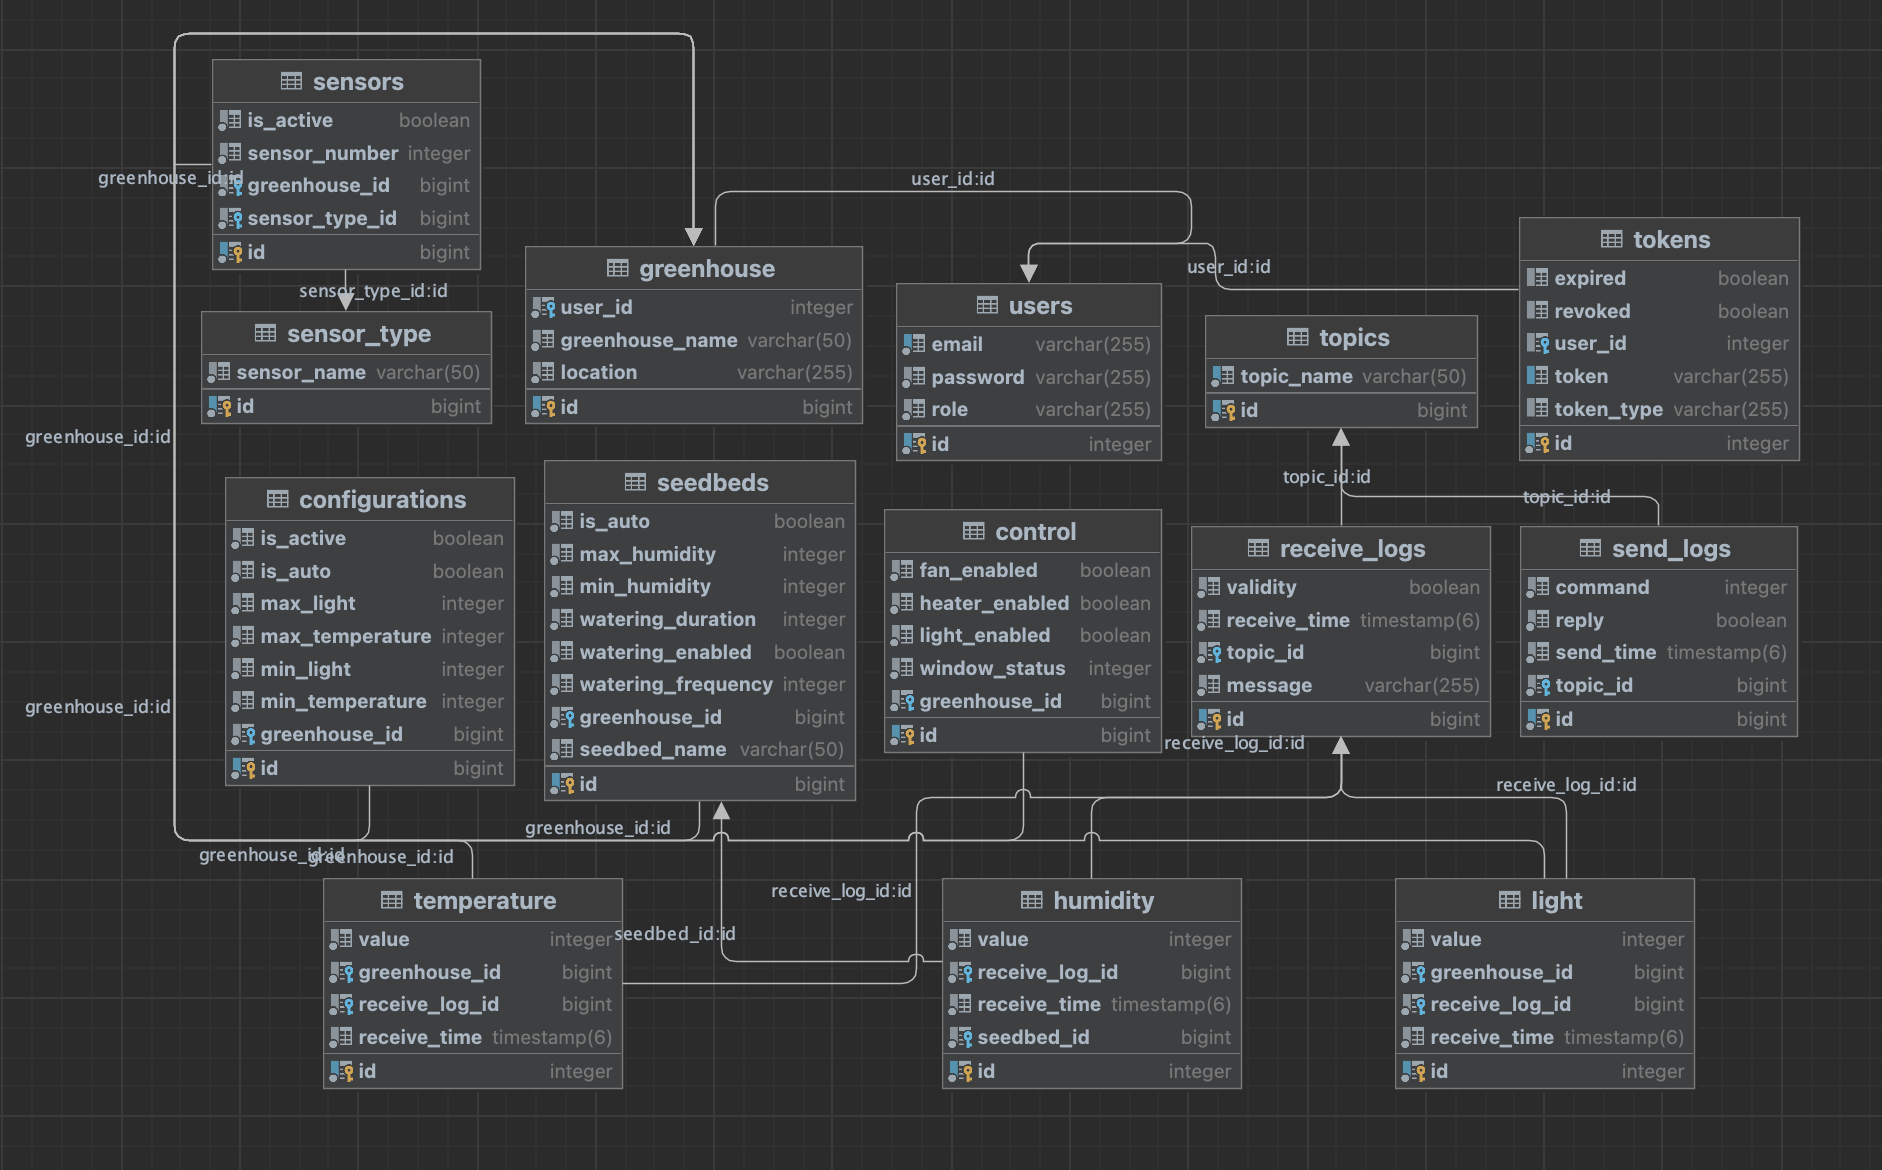 sensors
is_active boolean
sensor_number integer
greenhouse_id bigint
sensor_type_id bigint
id bigint
greenhouse_id:id
sensor_type_id:id
sensor_type
sensor_name varchar(50)
id bigint
greenhouse
user_id integer
greenhouse_name varchar(50)
location varchar(255)
id bigint
user_id:id
users
email varchar(255)
password varchar(255)
role varchar(255)
id integer
user_id:id
topics
topic_name varchar(50)
id bigint
tokens
expired boolean
revoked boolean
user_id integer
token varchar(255)
token_type varchar(255)
id integer
greenhouse_id:id
topic_id:id
topic_id:id
configurations
is_active boolean
is_auto boolean
max_light integer
max_temperature integer
min_light integer
min_temperature integer
greenhouse_id bigint
id bigint
seedbeds
is_auto boolean
max_humidity integer
min_humidity integer
watering_duration integer
watering_enabled boolean
watering_frequency integer
greenhouse_id bigint
seedbed_name varchar(50)
id bigint
control
fan_enabled boolean
heater_enabled boolean
light_enabled boolean
window_status integer
greenhouse_id bigint
id bigint
receive_logs
validity boolean
receive_time timestamp(6)
topic_id bigint
message varchar(255)
id bigint
send_logs
command integer
reply boolean
send_time timestamp(6)
topic_id bigint
id bigint
greenhouse_id:id
receive_log_id:id
receive_log_id:id
greenhouse_id:id
greenhouse_id:id
greenhouse_id:id
receive_log_id:id
seedbed_id:id
temperature
value integer
greenhouse_id bigint
receive_log_id bigint
receive_time timestamp(6)
id integer
humidity
value integer
receive_log_id bigint
receive_time timestamp(6)
seedbed_id bigint
id integer
light
value integer
greenhouse_id bigint
receive_log_id bigint
receive_time timestamp(6)
id integer